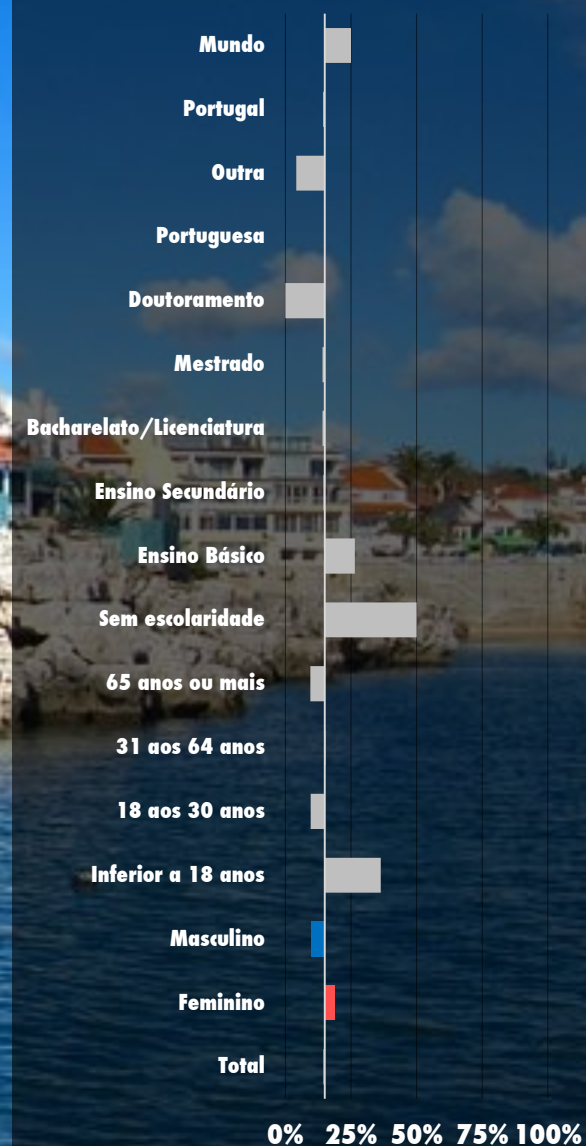 Mundo
Portugal
Outra
Portuguesa
Doutoramento
Mestrado
Bacharelato/Licenciatura
Ensino Secundário
Ensino Básico
Sem escolaridade
65 anos ou mais
31 aos 64 anos
18 aos 30 anos
Inferior a 18 anos
Masculino
Feminino
Total
0% 25% 50% 75% 100%